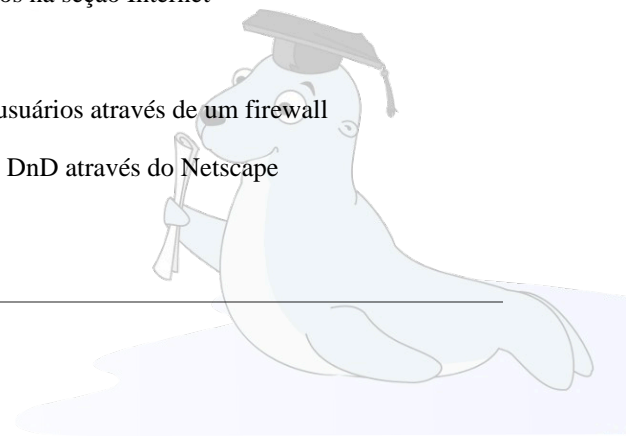 os na seção Internet
usuários através de um firewall
DnD através do Netscape